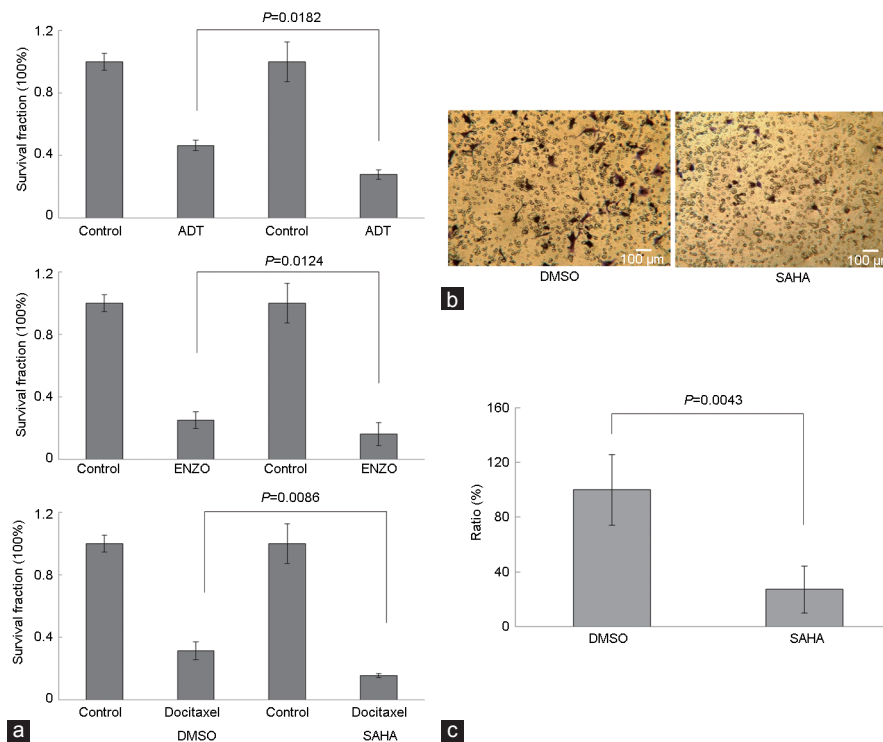 P=0.0182
Survival fraction (100%)
1.2
0.8
0.4
0
Control ADT Control ADT
P=0.0124
Survival fraction (100%)
1.2
0.8
0.4
0
Control ENZO Control ENZO
P=0.0086
Survival fraction (100%)
1.2
0.8
0.4
0
Control Docitaxel Control Docitaxel
DMSO SAHA
a
100 µm 100 µm
DMSO SAHA
b
P=0.0043
Ratio (%)
160
120
80
40
0
DMSO SAHA
c